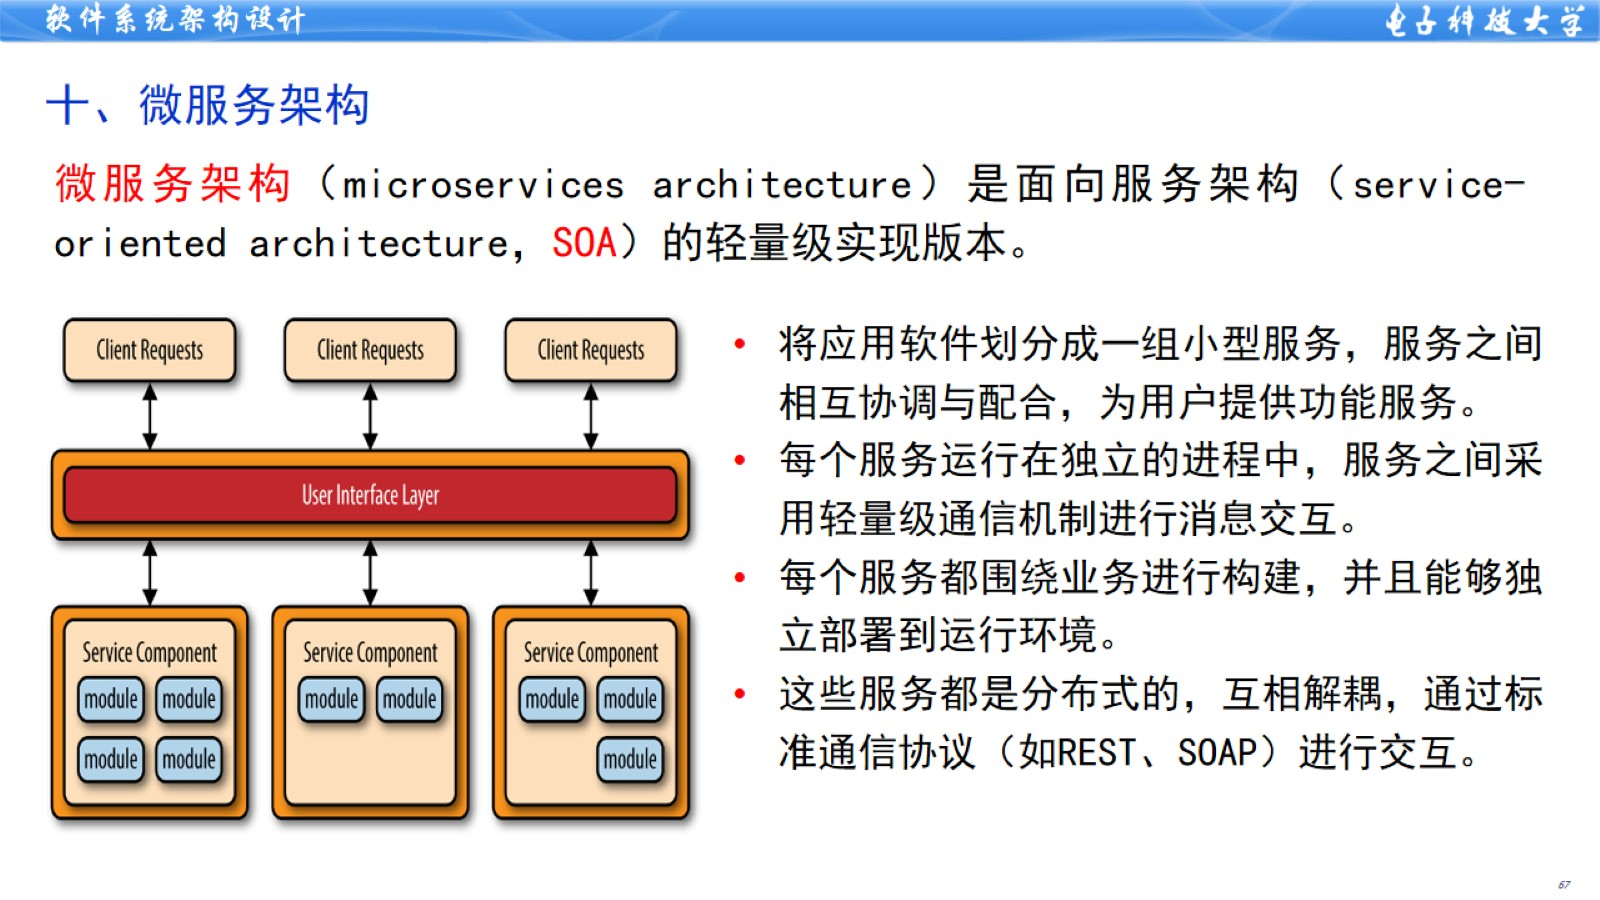 软件系统架构设计
电子科技大学
十、微服务架构
微服务架构（microservices architecture）是面向服务架构（service-
oriented architecture，SOA）的轻量级实现版本。
Client Requests
Client Requests
Client Requests
User Interface Layer
Service Component
module
module
module
module
Service Component
module
module
Service Component
module
module
module
• 将应用软件划分成一组小型服务，服务之间
相互协调与配合，为用户提供功能服务。
• 每个服务运行在独立的进程中，服务之间采
用轻量级通信机制进行消息交互。
• 每个服务都围绕业务进行构建，并且能够独
立部署到运行环境。
• 这些服务都是分布式的，互相解耦，通过标
准通信协议（如REST、SOAP）进行交互。
67